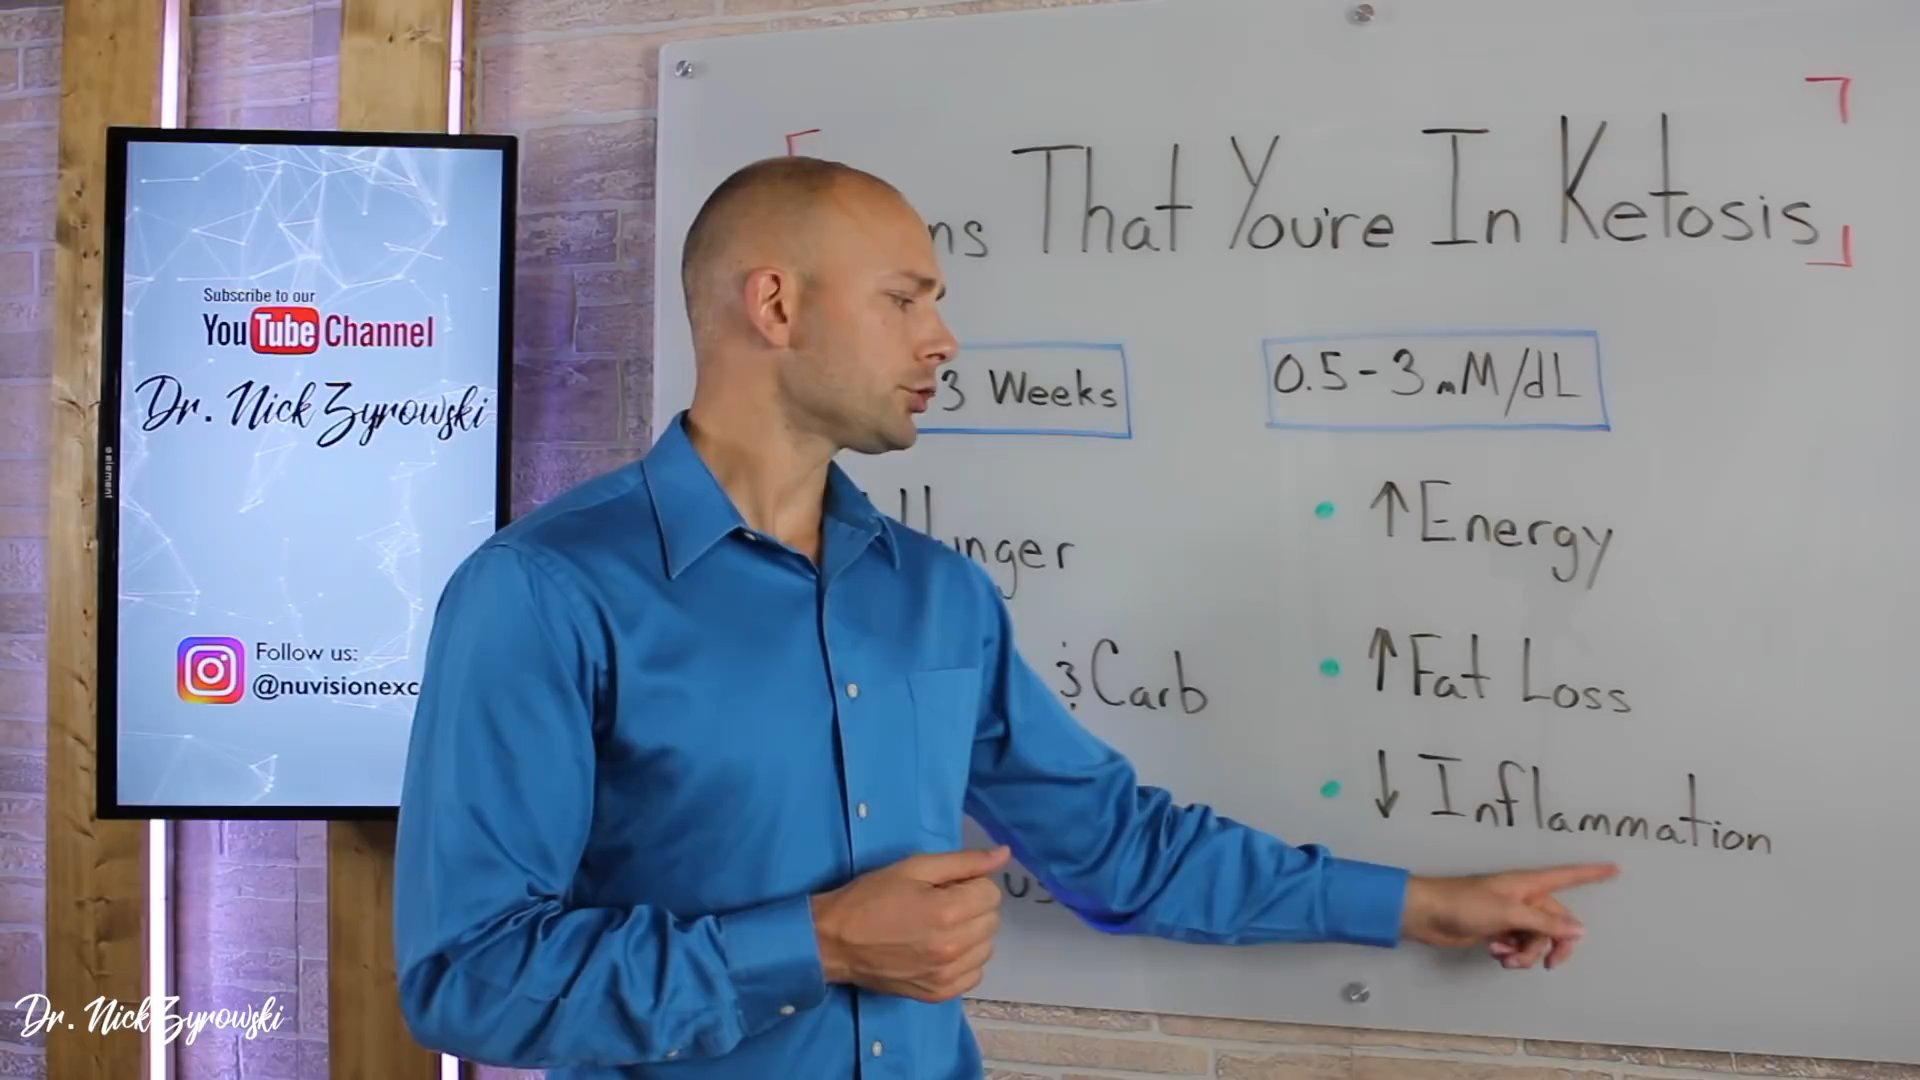 Subscribe to our
YouTube Channel
Dr. Nick Zyrowski
Follow us:
@nuvisionexc
element
That You're In Ketosis
3 Weeks
0.5-3 mM/dL
↑ Energy
& Carb
↑ Fat Loss
↓ Inflammation
Dr. Nick Zyrowski